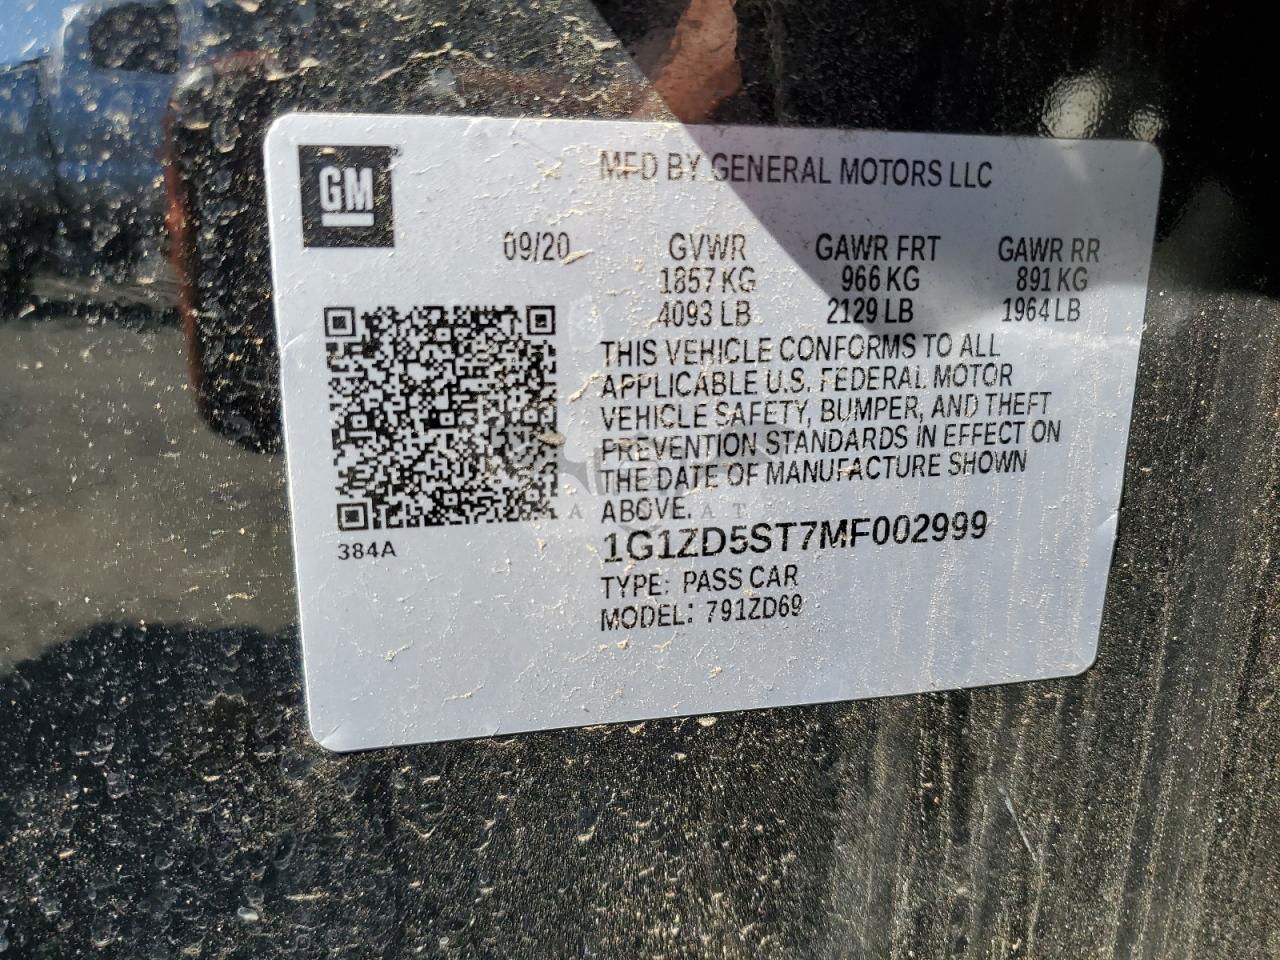 GM
MFD BY GENERAL MOTORS LLC
09/20 GVWR GAWR FRT GAWR RR
1857 KG 966 KG 891 KG
4093 LB 2129 LB 1964 LB
THIS VEHICLE CONFORMS TO ALL
APPLICABLE U.S. FEDERAL MOTOR
VEHICLE SAFETY, BUMPER, AND THEFT
PREVENTION STANDARDS IN EFFECT ON
THE DATE OF MANUFACTURE SHOWN
ABOVE.
384A
1G1ZD5ST7MF002999
TYPE: PASS CAR
MODEL: 791ZD69